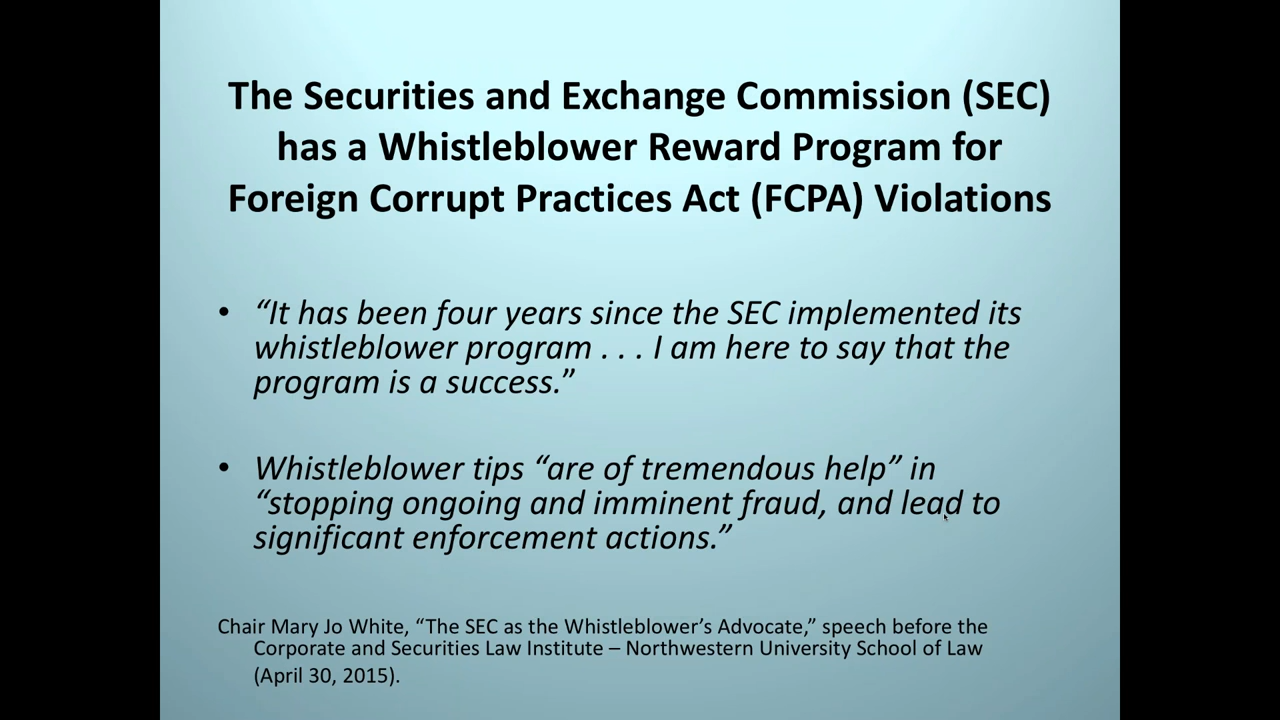 The Securities and Exchange Commission (SEC)
has a Whistleblower Reward Program for
Foreign Corrupt Practices Act (FCPA) Violations
• “It has been four years since the SEC implemented its
whistleblower program . . . I am here to say that the
program is a success.”
• Whistleblower tips “are of tremendous help” in
“stopping ongoing and imminent fraud, and lead to
significant enforcement actions.”
Chair Mary Jo White, “The SEC as the Whistleblower’s Advocate,” speech before the
Corporate and Securities Law Institute – Northwestern University School of Law
(April 30, 2015).